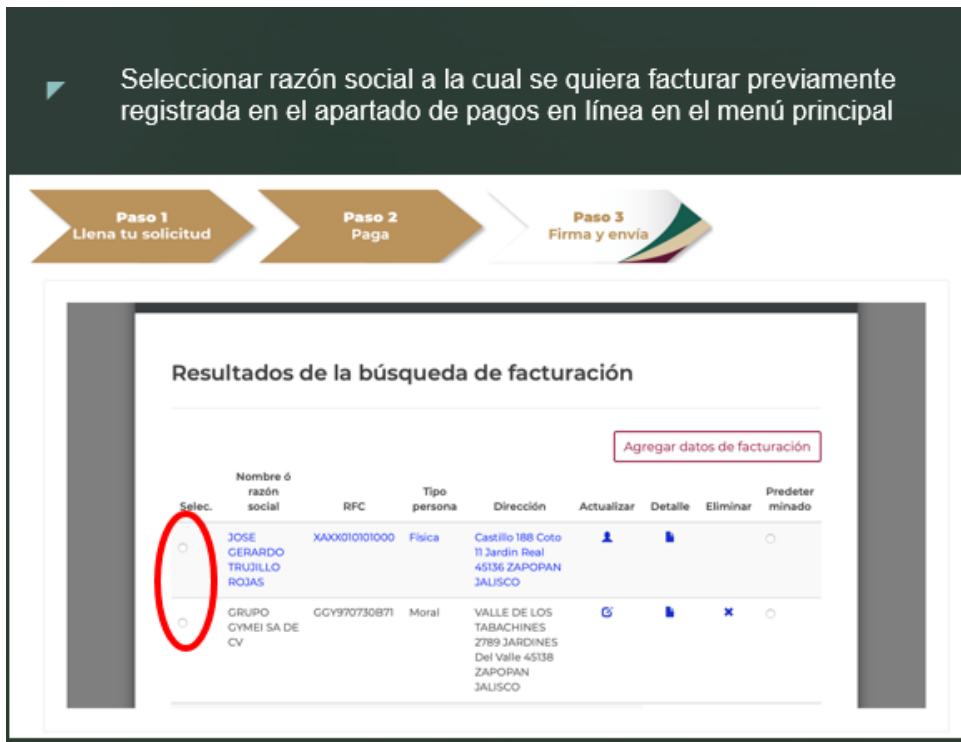 Seleccionar razón social a la cual se quiera facturar previamente
registrada en el apartado de pagos en línea en el menú principal
Paso 1
Llena tu solicitud
Paso 2
Paga
Paso 3
Firma y envía
Resultados de la búsqueda de facturación
Agregar datos de facturación
Selec.
Nombre ó
razón
social
RFC
Tipo
persona
Dirección
Actualizar
Detalle
Eliminar
Predeter
minado
JOSE
GERARDO
TRUJILLO
ROJAS
XAXX010101000
Física
Castillo 188 Coto
11 Jardin Real
45136 ZAPOPAN
JALISCO
GRUPO
GYMEI SA DE
CV
GGY970730871
Moral
VALLE DE LOS
TABACHINES
2789 JARDINES
Del Valle 45138
ZAPOPAN
JALISCO